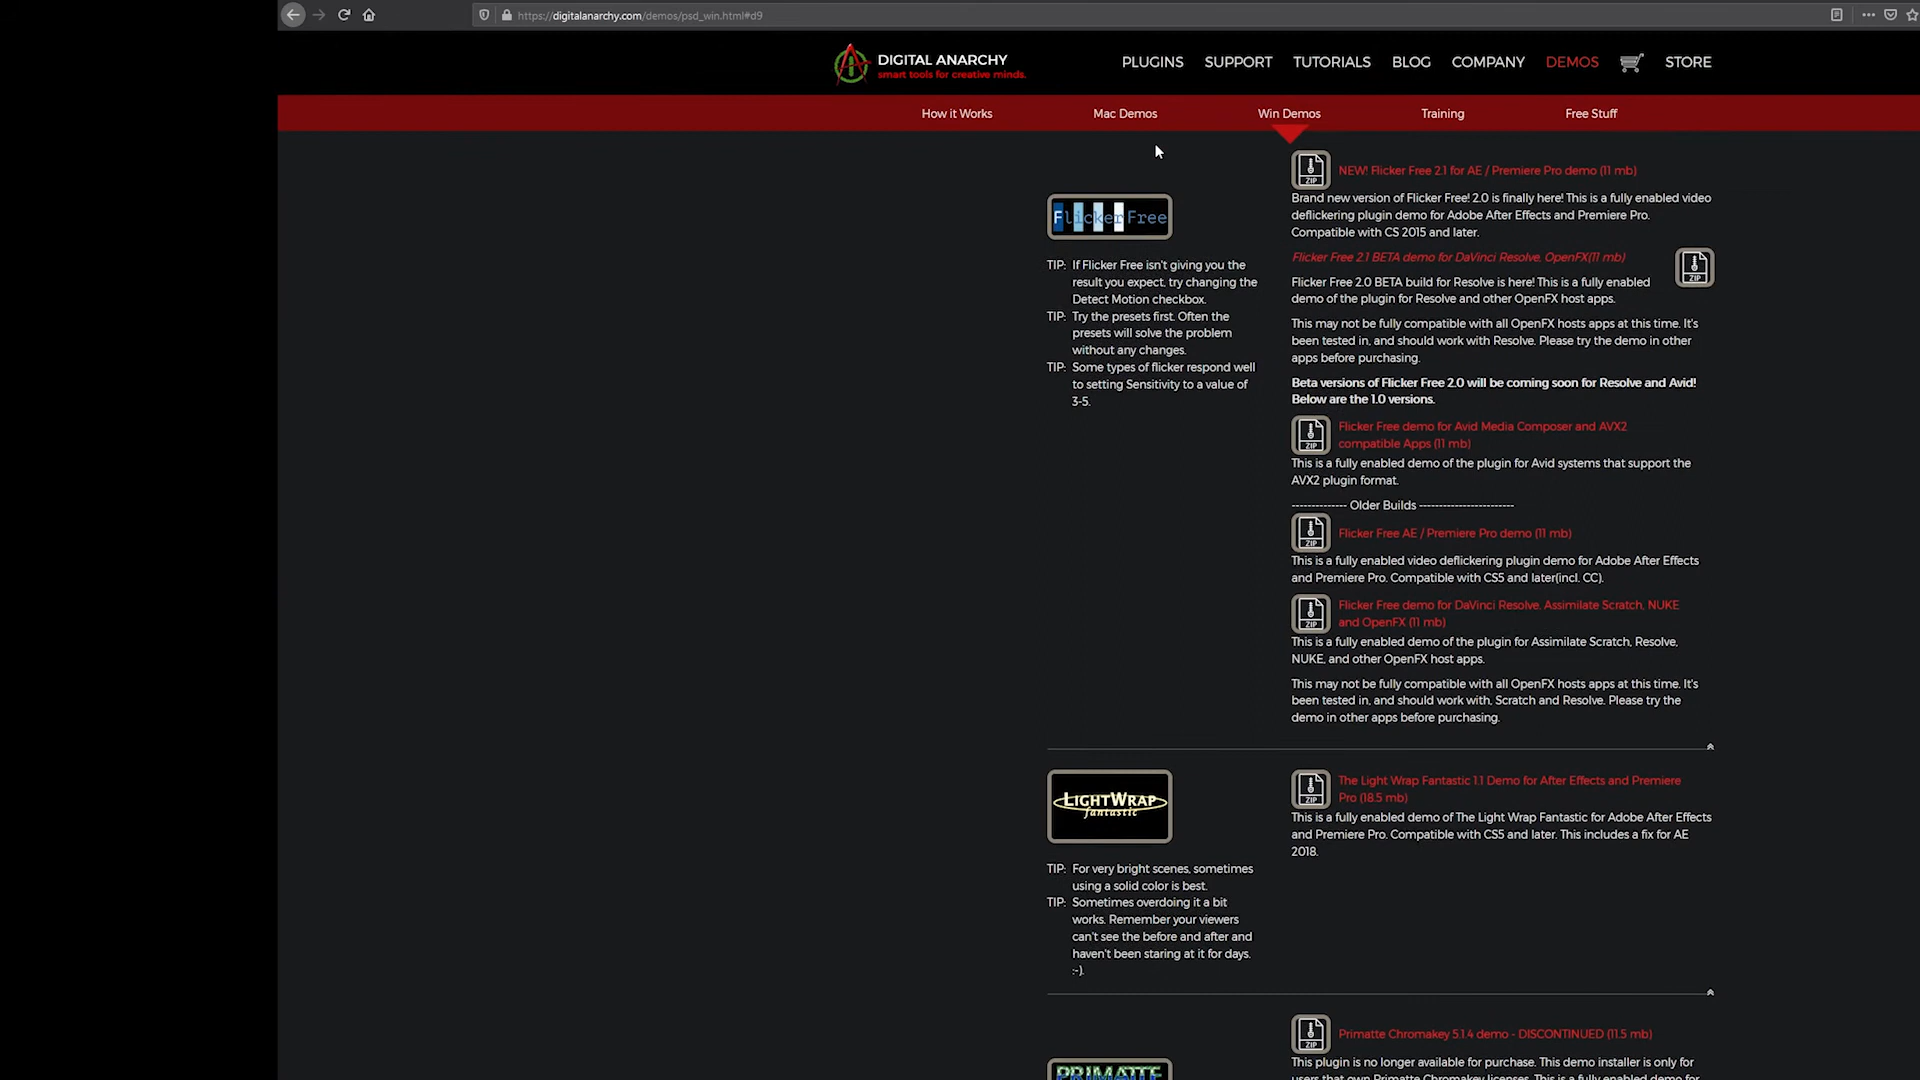 https://digitalanarchy.com/demos/psd_win.html#d9
DIGITAL ANARCHY
smart tools for creative minds.
PLUGINS SUPPORT TUTORIALS BLOG COMPANY DEMOS STORE
How it Works Mac Demos Win Demos Training Free Stuff
FlickerFree
TIP: If Flicker Free isn't giving you the
result you expect, try changing the
Detect Motion checkbox.
TIP: Try the presets first. Often the
presets will solve the problem
without any changes.
TIP: Some types of flicker respond well
to setting Sensitivity to a value of
3-5.
ZIP
NEW! Flicker Free 2.1 for AE / Premiere Pro demo (11 mb)
Brand new version of Flicker Free! 2.0 is finally here! This is a fully enabled video
deflickering plugin demo for Adobe After Effects and Premiere Pro.
Compatible with CS 2015 and later.
Flicker Free 2.1 BETA demo for DaVinci Resolve, OpenFX(11 mb)
ZIP
Flicker Free 2.0 BETA build for Resolve is here! This is a fully enabled
demo of the plugin for Resolve and other OpenFX host apps.
This may not be fully compatible with all OpenFX hosts apps at this time. It's
been tested in, and should work with Resolve. Please try the demo in other
apps before purchasing.
Beta versions of Flicker Free 2.0 will be coming soon for Resolve and Avid!
Below are the 1.0 versions.
ZIP
Flicker Free demo for Avid Media Composer and AVX2
compatible Apps (11 mb)
This is a fully enabled demo of the plugin for Avid systems that support the
AVX2 plugin format.
-------------- Older Builds ------------------------
ZIP
Flicker Free AE / Premiere Pro demo (11 mb)
This is a fully enabled video deflickering plugin demo for Adobe After Effects
and Premiere Pro. Compatible with CS5 and later(incl. CC).
ZIP
Flicker Free demo for DaVinci Resolve, Assimilate Scratch, NUKE
and OpenFX (11 mb)
This is a fully enabled demo of the plugin for Assimilate Scratch, Resolve,
NUKE, and other OpenFX host apps.
This may not be fully compatible with all OpenFX hosts apps at this time. It's
been tested in, and should work with, Scratch and Resolve. Please try the
demo in other apps before purchasing.
LIGHTWRAP
fantastic
TIP: For very bright scenes, sometimes
using a solid color is best.
TIP: Sometimes overdoing it a bit
works. Remember your viewers
can't see the before and after and
haven't been staring at it for days.
:-).
ZIP
The Light Wrap Fantastic 1.1 Demo for After Effects and Premiere
Pro (18.5 mb)
This is a fully enabled demo of The Light Wrap Fantastic for Adobe After Effects
and Premiere Pro. Compatible with CS5 and later. This includes a fix for AE
2018.
PRIMATTE
ZIP
Primatte Chromakey 5.1.4 demo - DISCONTINUED (11.5 mb)
This plugin is no longer available for purchase. This demo installer is only for
users that own Primatte Chromakey licenses. This is a fully enabled demo for